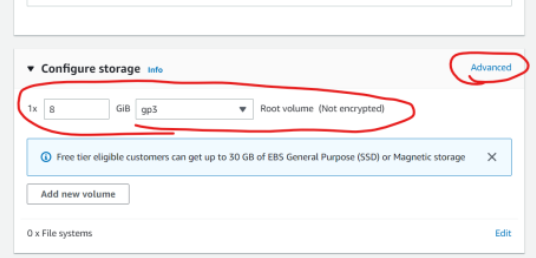 ▼ Configure storage Info Advanced
1x 8 GiB gp3 ▼ Root volume (Not encrypted)
Free tier eligible customers can get up to 30 GB of EBS General Purpose (SSD) or Magnetic storage
Add new volume
0 x File systems Edit